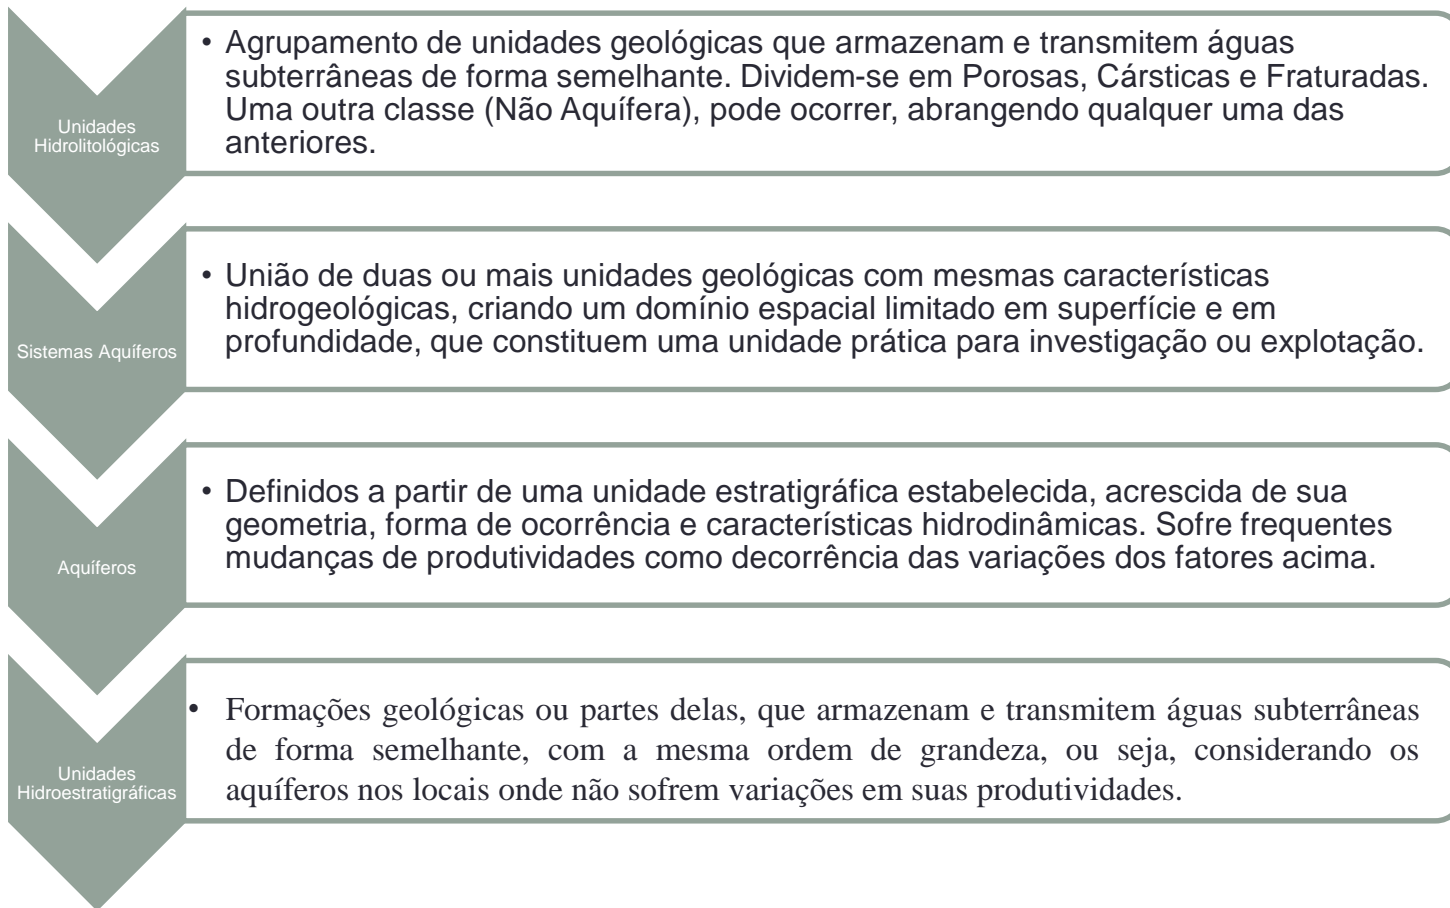 Unidades
Hidrolitológicas
• Agrupamento de unidades geológicas que armazenam e transmitem águas
subterrâneas de forma semelhante. Dividem-se em Porosas, Cársticas e Fraturadas.
Uma outra classe (Não Aquífera), pode ocorrer, abrangendo qualquer uma das
anteriores.
Sistemas Aquíferos
• União de duas ou mais unidades geológicas com mesmas características
hidrogeológicas, criando um domínio espacial limitado em superfície e em
profundidade, que constituem uma unidade prática para investigação ou explotação.
Aquíferos
• Definidos a partir de uma unidade estratigráfica estabelecida, acrescida de sua
geometria, forma de ocorrência e características hidrodinâmicas. Sofre frequentes
mudanças de produtividades como decorrência das variações dos fatores acima.
Unidades
Hidroestratigráficas
• Formações geológicas ou partes delas, que armazenam e transmitem águas subterrâneas
de forma semelhante, com a mesma ordem de grandeza, ou seja, considerando os
aquíferos nos locais onde não sofrem variações em suas produtividades.